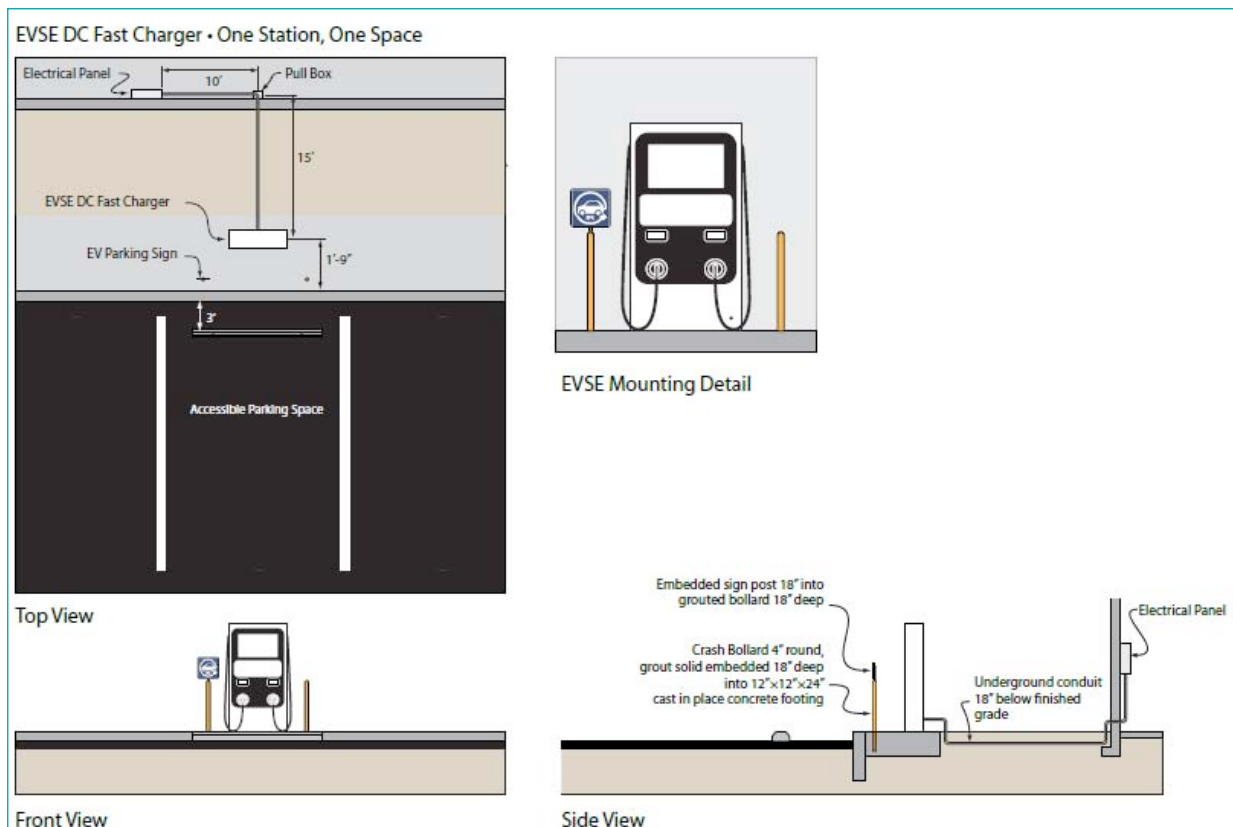 EVSE DC Fast Charger • One Station, One Space
Electrical Panel
10'
Pull Box
15'
EVSE DC Fast Charger
EV Parking Sign
1'-9"
3'
Accessible Parking Space
Top View
EVSE Mounting Detail
Front View
Embedded sign post 18" into
grouted bollard 18" deep
Crash Bollard 4" round,
grout solid embedded 18" deep
into 12"×12"×24"
cast in place concrete footing
Electrical Panel
Underground conduit
18" below finished
grade
Side View